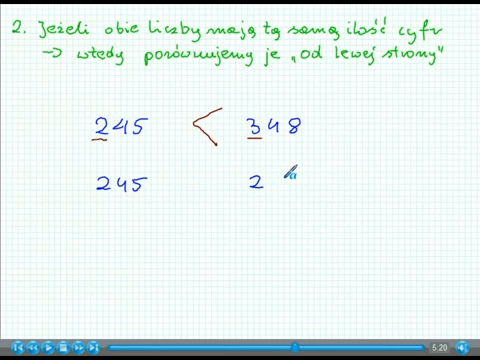 2. Jeżeli obie liczby mają tą samą ilość cyfr
→ wtedy porównujemy je „od lewej strony”
245 < 348
245 2
5:20